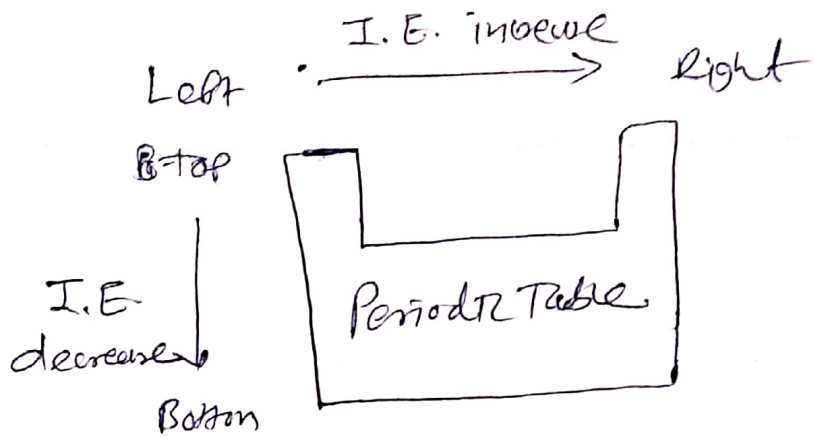 I.E. increase
Left Right
top
I.E
decrease
Periodic Table
Bottom